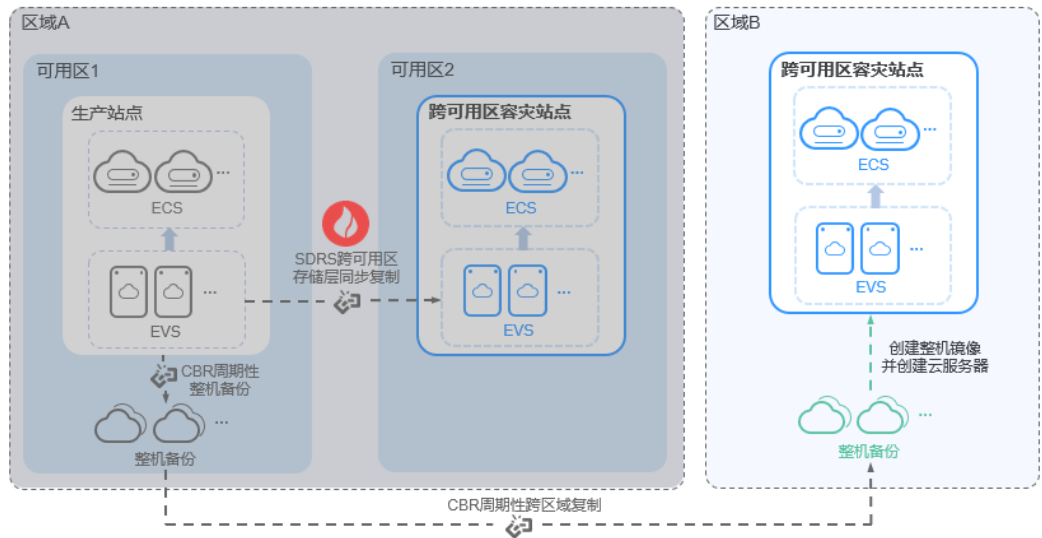 区域A
可用区1
生产站点
ECS
...
EVS
...
CBR周期性
整机备份
...
整机备份
SDRS跨可用区
存储层同步复制
可用区2
跨可用区容灾站点
ECS
...
EVS
...
CBR周期性跨区域复制
区域B
跨可用区容灾站点
ECS
...
EVS
...
创建整机镜像
并创建云服务器
...
整机备份